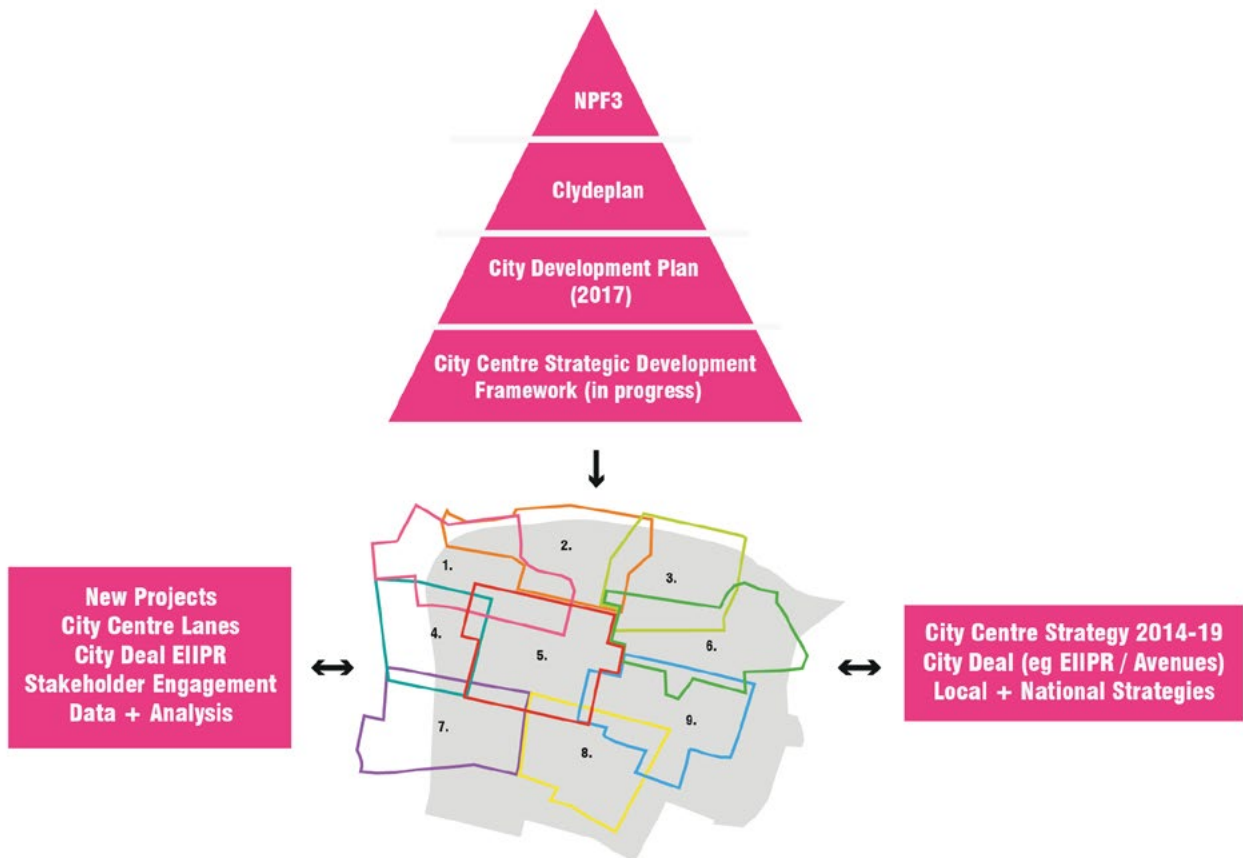 NPF3
Clydeplan
City Development Plan
(2017)
City Centre Strategic Development
Framework (in progress)
New Projects
City Centre Lanes
City Deal EIIPR
Stakeholder Engagement
Data + Analysis
1.
2.
3.
4.
5.
6.
7.
8.
9.
City Centre Strategy 2014-19
City Deal (eg EIIPR / Avenues)
Local + National Strategies